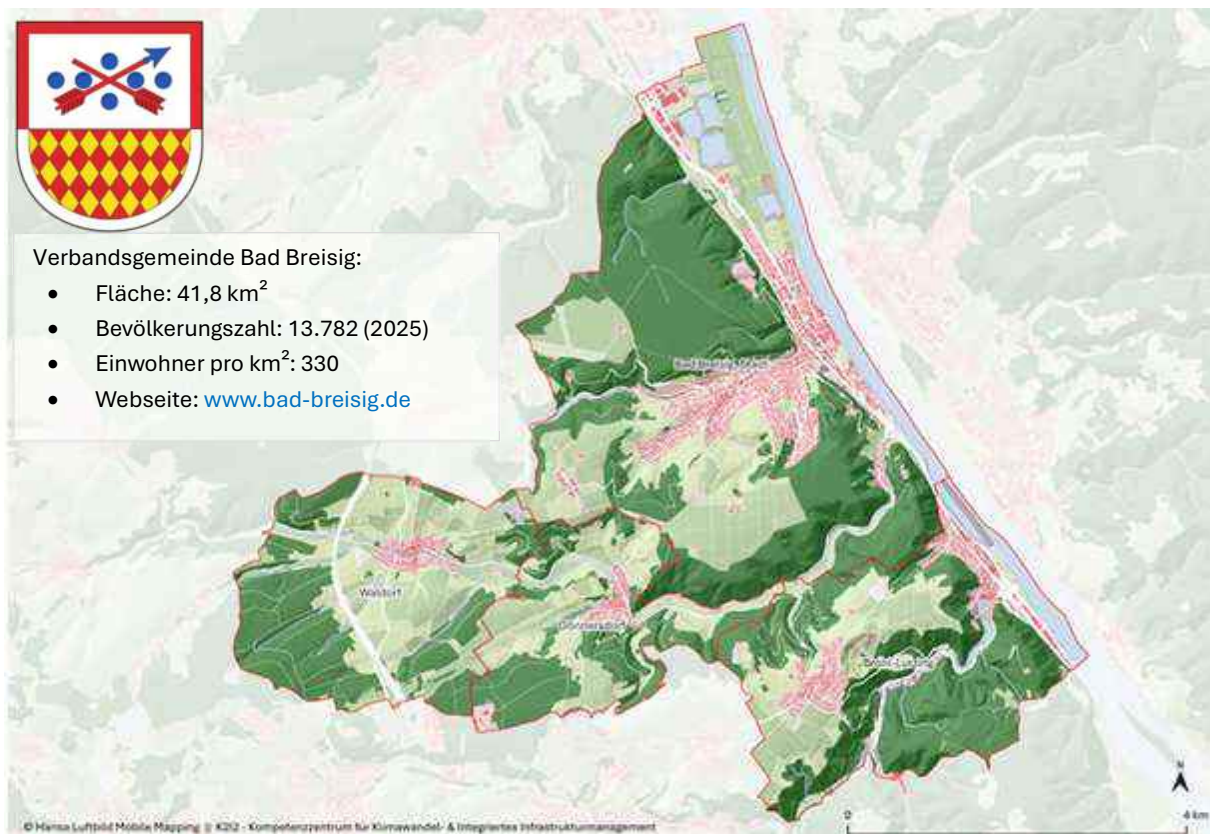 Verbandsgemeinde Bad Breisig:
• Fläche: 41,8 km²
• Bevölkerungszahl: 13.782 (2025)
• Einwohner pro km²: 330
• Webseite: www.bad-breisig.de
Waldorf
Gönnersdorf
Brohl-Lützing
N
0 4 km
© Hansa Luftbild Mobile Mapping || K2I2 - Kompetenzzentrum für Klimawandel- & Integriertes Infrastrukturmanagement